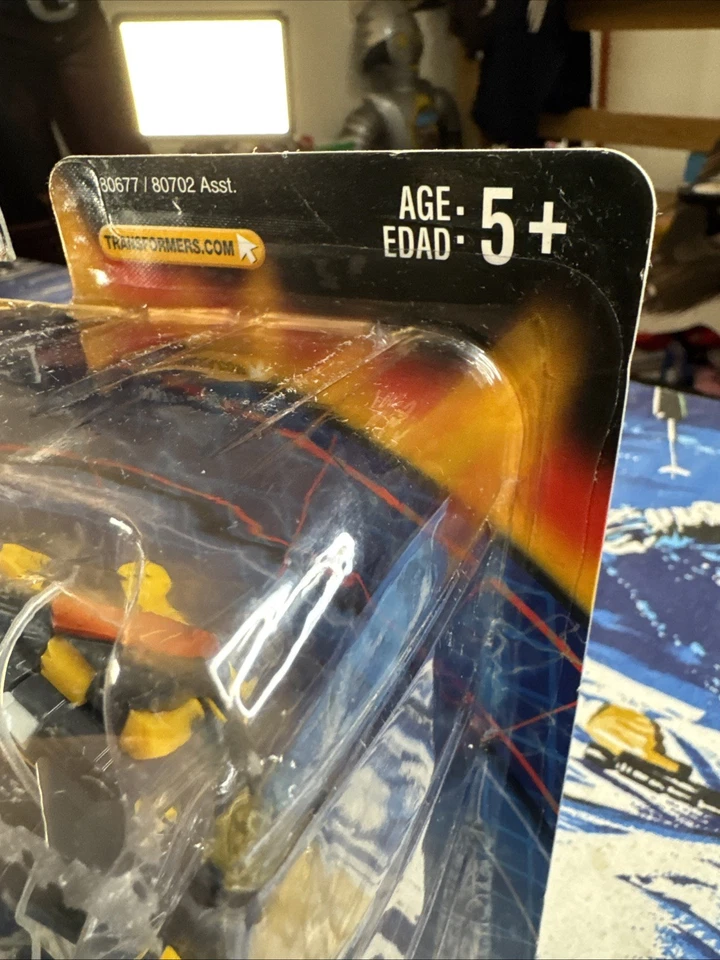 80677 / 80702 Asst.
TRANSFORMERS.COM
AGE: 5+
EDAD: